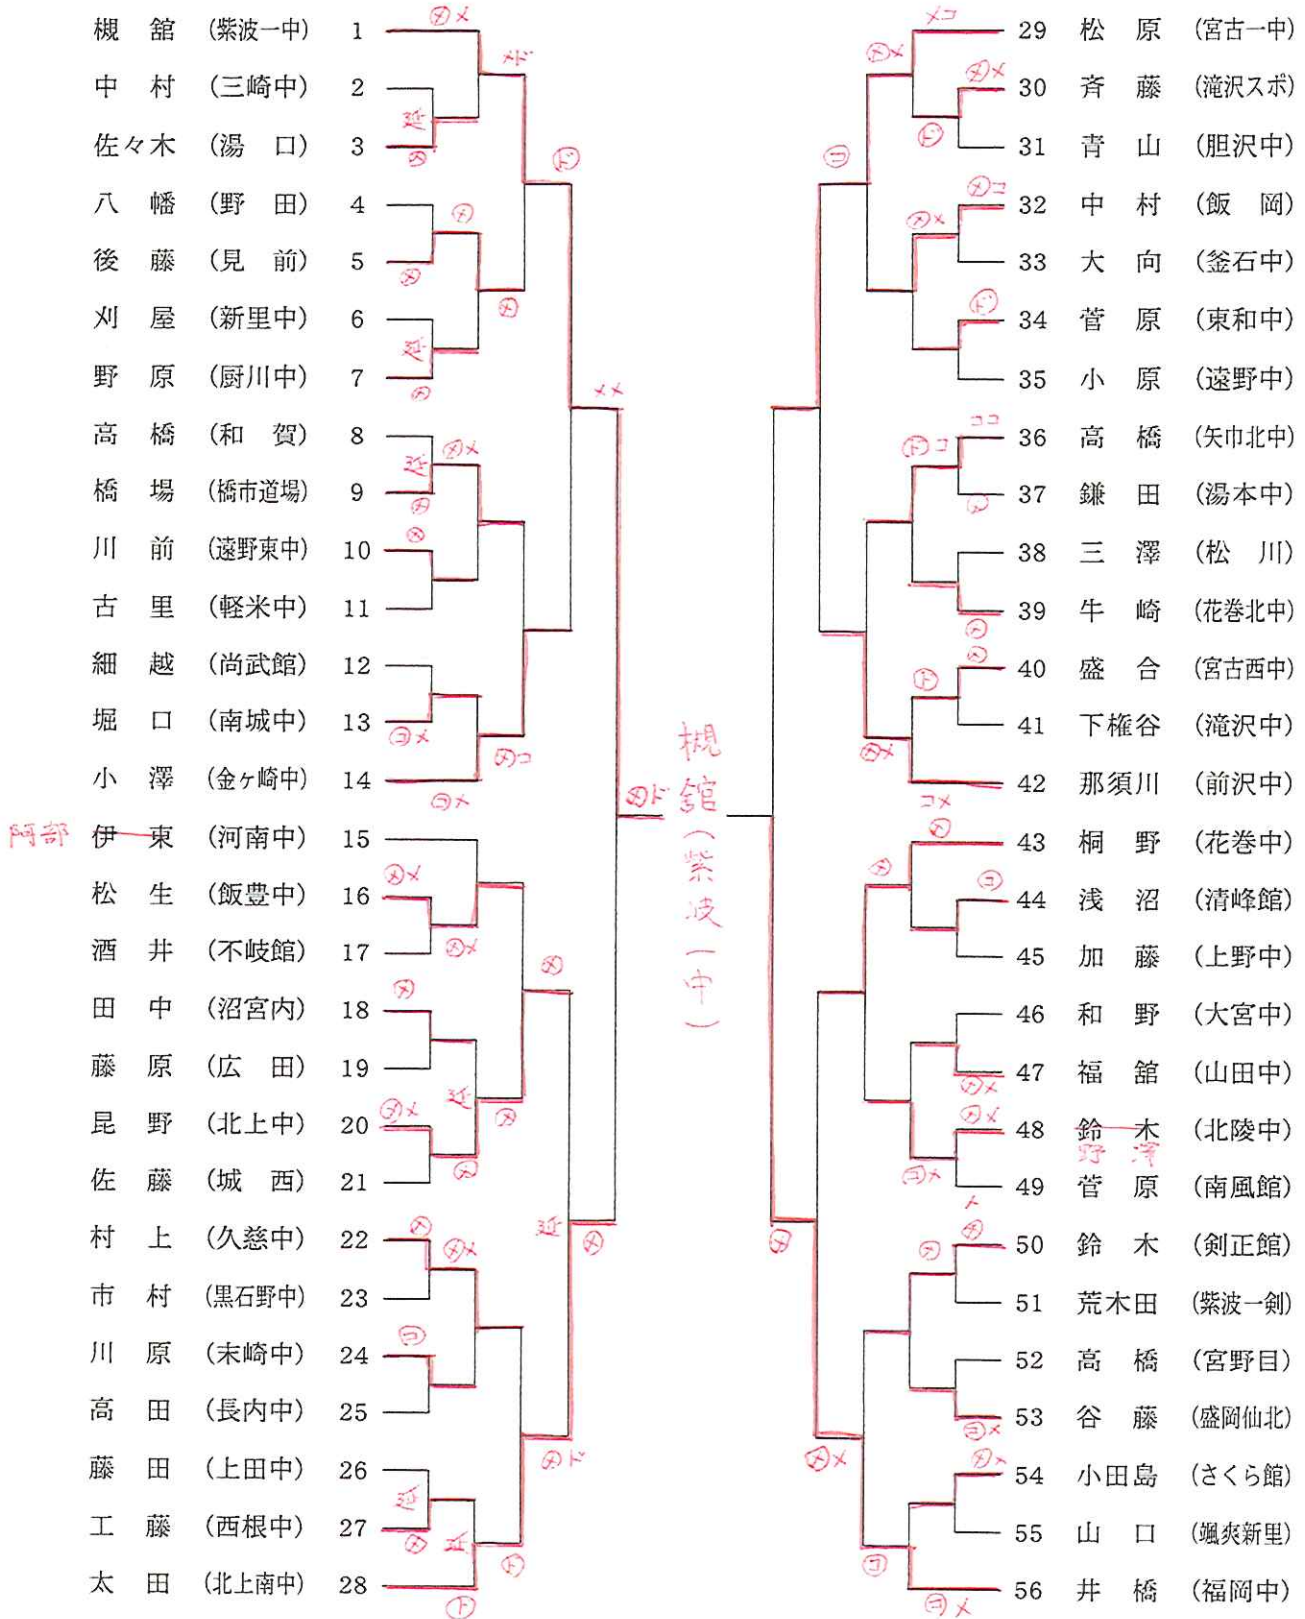 槻舘 (紫波一中) 1
中村 (三崎中) 2
佐々木 (湯口) 3
八幡 (野田) 4
後藤 (見前) 5
刈屋 (新里中) 6
野原 (厨川中) 7
高橋 (和賀) 8
橋場 (橋市道場) 9
川前 (遠野東中) 10
古里 (軽米中) 11
細越 (尚武館) 12
堀口 (南城中) 13
小澤 (金ヶ崎中) 14
阿部 伊東 (河南中) 15
松生 (飯豊中) 16
酒井 (不岐館) 17
田中 (沼宮内) 18
藤原 (広田) 19
昆野 (北上中) 20
佐藤 (城西) 21
村上 (久慈中) 22
市村 (黒石野中) 23
川原 (末崎中) 24
高田 (長内中) 25
藤田 (上田中) 26
工藤 (西根中) 27
太田 (北上南中) 28
槻舘(紫波一中)
29 松原 (宮古一中)
30 斉藤 (滝沢スポ)
31 青山 (胆沢中)
32 中村 (飯岡)
33 大向 (釜石中)
34 菅原 (東和中)
35 小原 (遠野中)
36 高橋 (矢巾北中)
37 鎌田 (湯本中)
38 三澤 (松川)
39 牛崎 (花巻北中)
40 盛合 (宮古西中)
41 下権谷 (滝沢中)
42 那須川 (前沢中)
43 桐野 (花巻中)
44 浅沼 (清峰館)
45 加藤 (上野中)
46 和野 (大宮中)
47 福舘 (山田中)
48 鈴木 (北陵中)
野澤
49 菅原 (南風館)
50 鈴木 (剣正館)
51 荒木田 (紫波一剣)
52 高橋 (宮野目)
53 谷藤 (盛岡仙北)
54 小田島 (さくら館)
55 山口 (颯爽新里)
56 井橋 (福岡中)